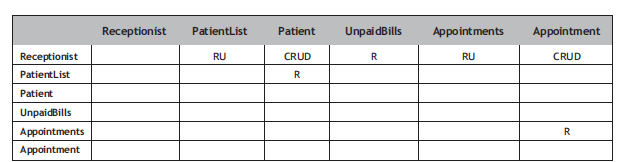 Receptionist PatientList Patient UnpaidBills Appointments Appointment
Receptionist RU CRUD R RU CRUD
PatientList R
Patient
UnpaidBills
Appointments R
Appointment